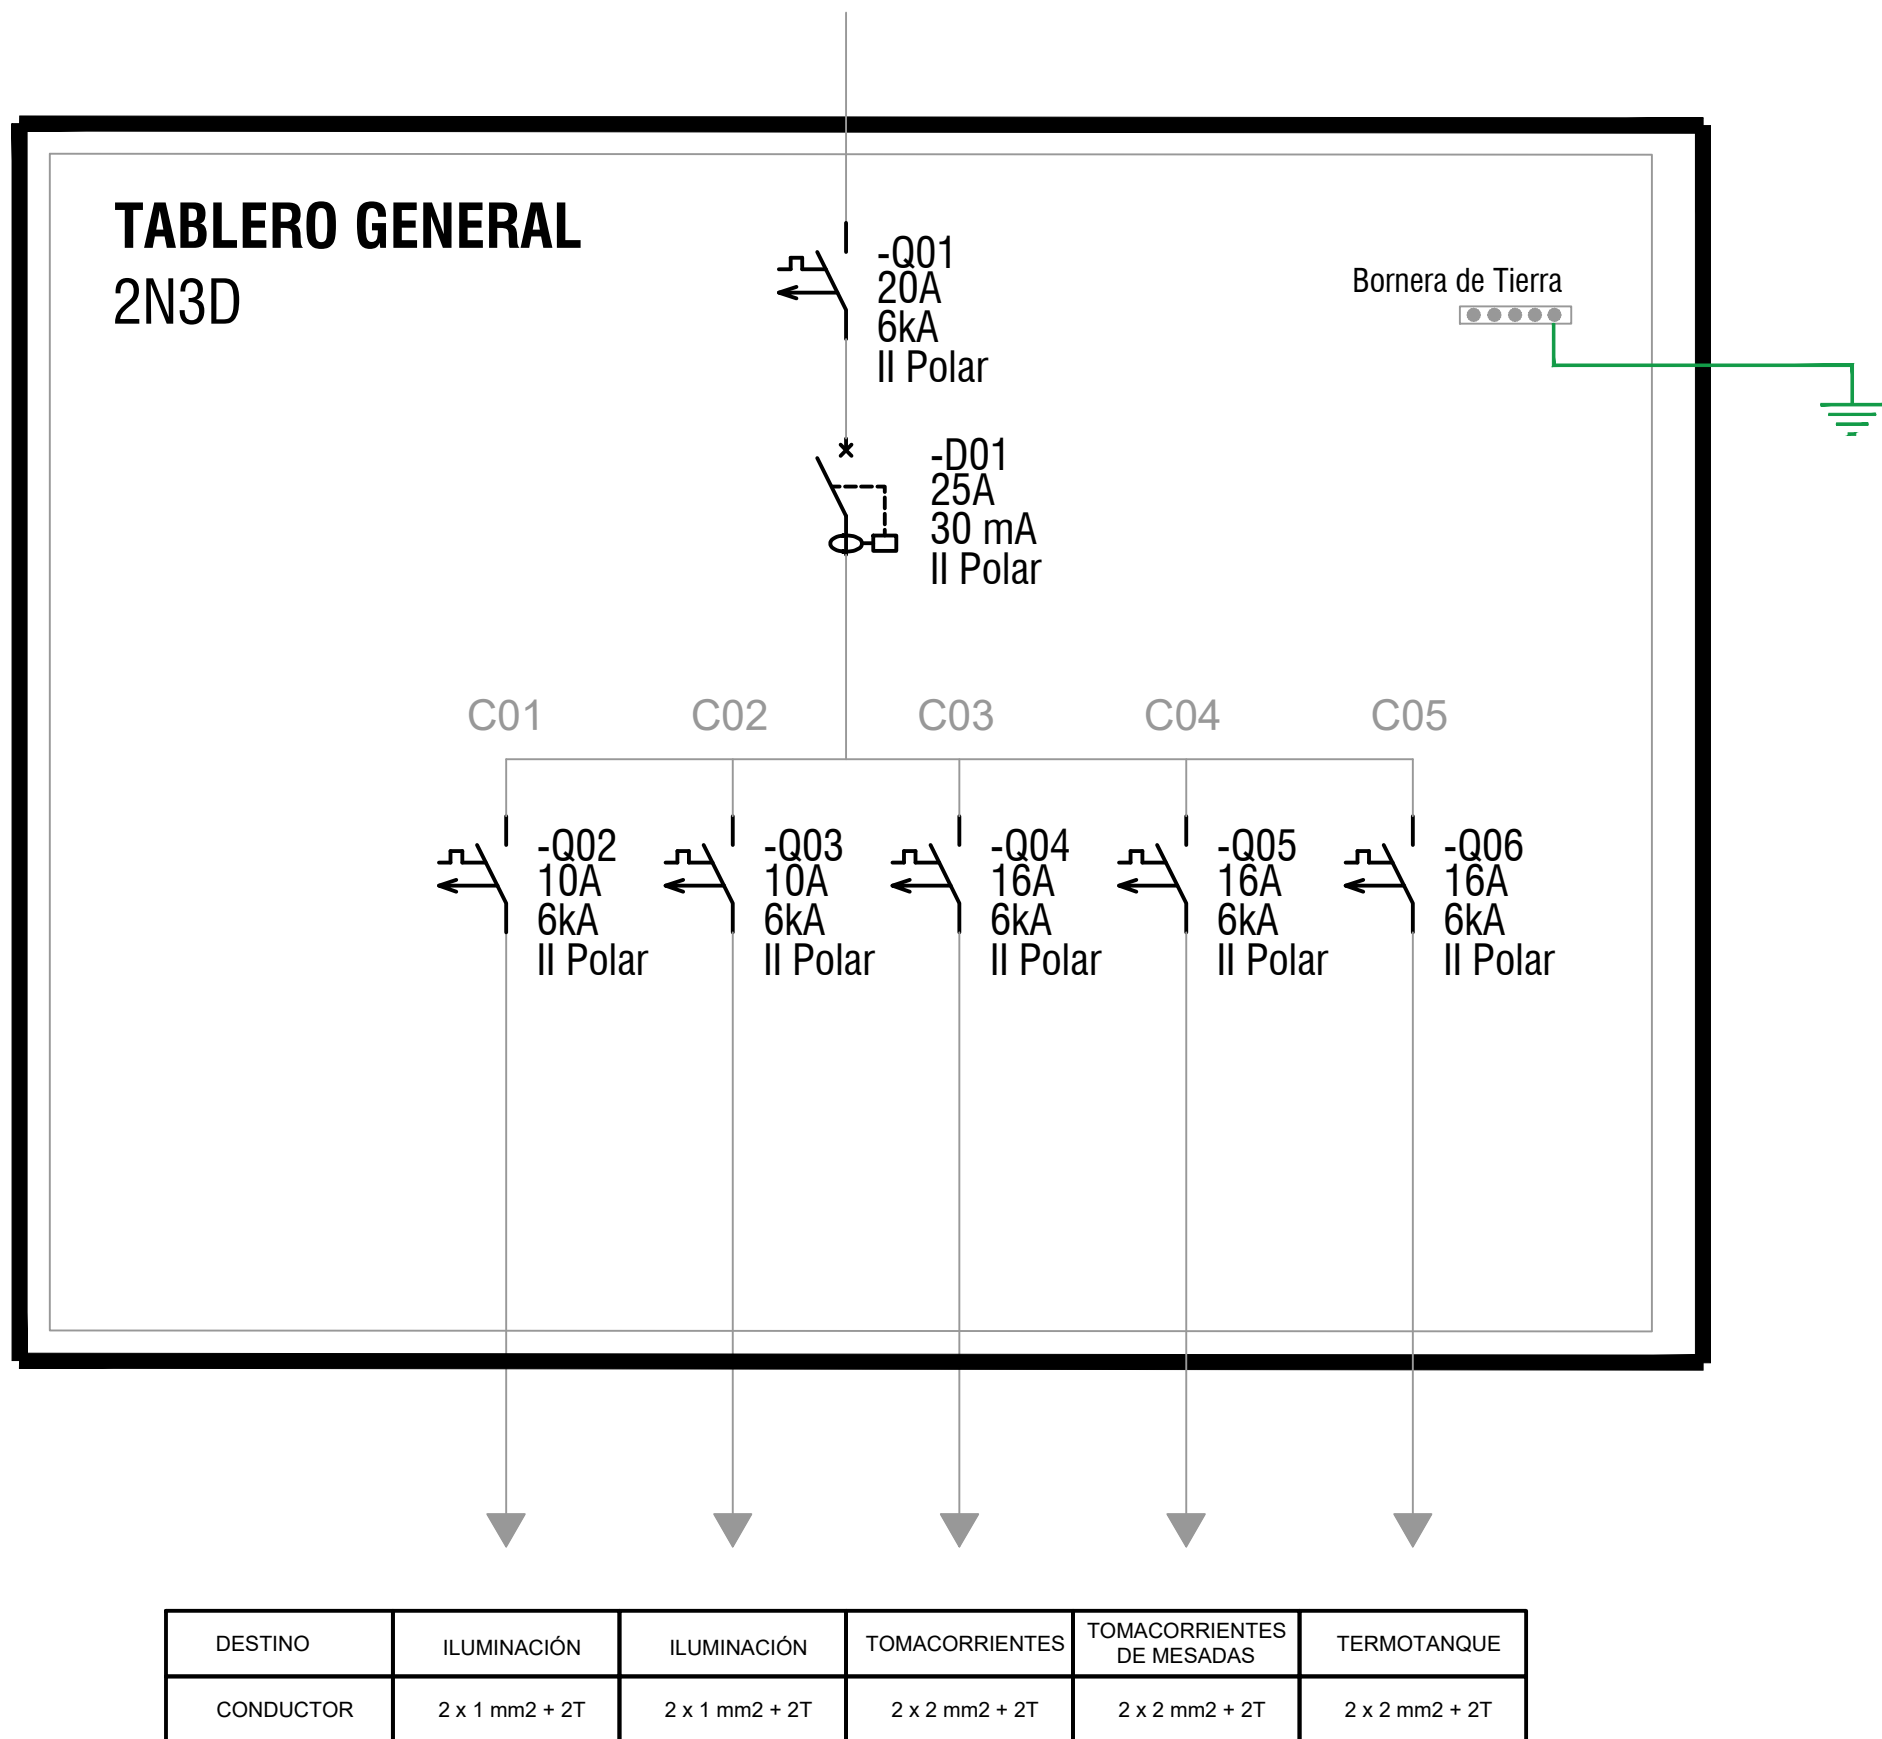 TABLERO GENERAL
2N3D
-Q01
20A
6kA
II Polar
Bornera de Tierra
-D01
25A
30 mA
II Polar
C01 C02 C03 C04 C05
-Q02
10A
6kA
II Polar
-Q03
10A
6kA
II Polar
-Q04
16A
6kA
II Polar
-Q05
16A
6kA
II Polar
-Q06
16A
6kA
II Polar
DESTINO ILUMINACIÓN ILUMINACIÓN TOMACORRIENTES TOMACORRIENTES
DE MESADAS TERMOTANQUE
CONDUCTOR 2 x 1 mm2 + 2T 2 x 1 mm2 + 2T 2 x 2 mm2 + 2T 2 x 2 mm2 + 2T 2 x 2 mm2 + 2T